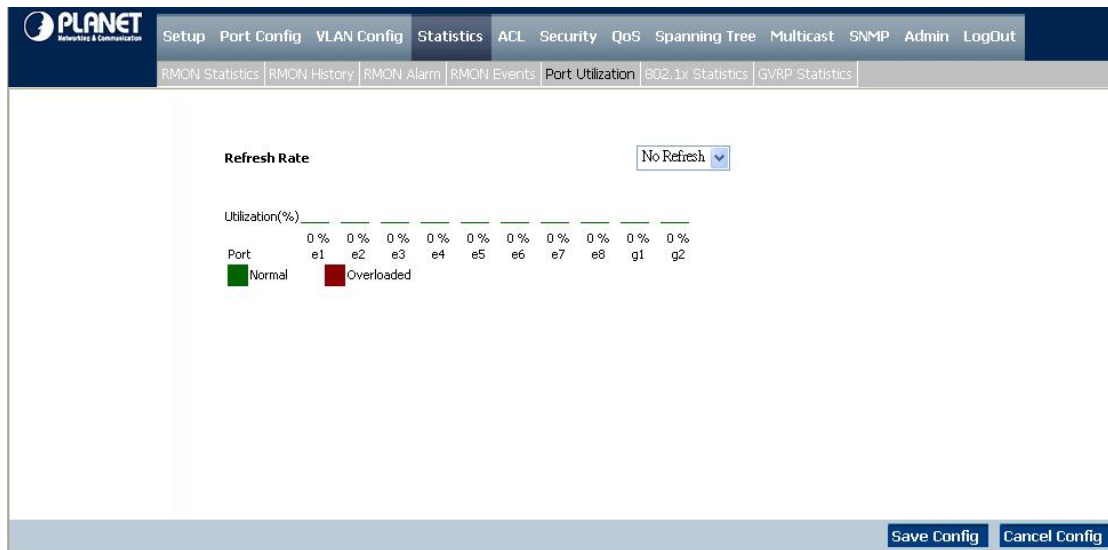 PLANET
Networking & Communication
Setup Port Config VLAN Config Statistics ACL Security QoS Spanning Tree Multicast SNMP Admin LogOut
RMON Statistics RMON History RMON Alarm RMON Events Port Utilization 802.1x Statistics GVRP Statistics
Refresh Rate No Refresh
Utilization(%)
0 % 0 % 0 % 0 % 0 % 0 % 0 % 0 % 0 % 0 %
Port e1 e2 e3 e4 e5 e6 e7 e8 g1 g2
Normal Overloaded
Save Config Cancel Config